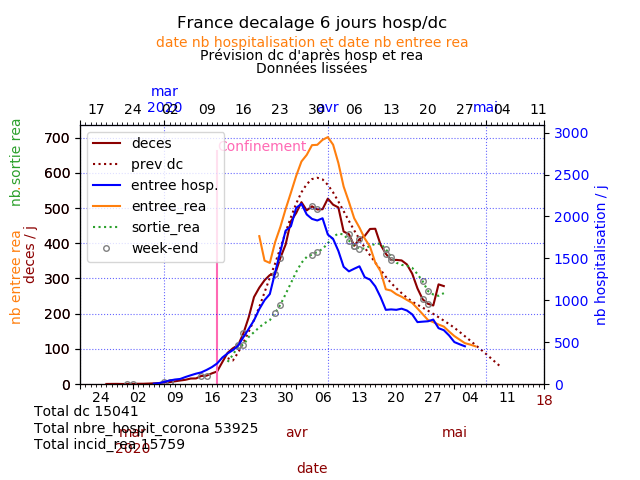 France decalage 6 jours hosp/dc
date nb hospitalisation et date nb entree rea
Prévision dc d'après hosp et rea
Données lissées
mar
2020 avr mai
17 24 02 09 16 23 30 06 13 20 27 04 11
nb sortie rea
nb entree rea
deces / j
nb hospitalisation / j
700
600
500
400
300
200
100
0
3000
2500
2000
1500
1000
500
0
deces
prev dc
entree hosp.
entree_rea
sortie_rea
week-end
Confinement
24 02 09 16 23 30 06 13 20 27 04 11 18
Total dc 15041
Total nbre_hospit_corona 53925
Total incid_rea 15759
mar
2020
avr
mai
date